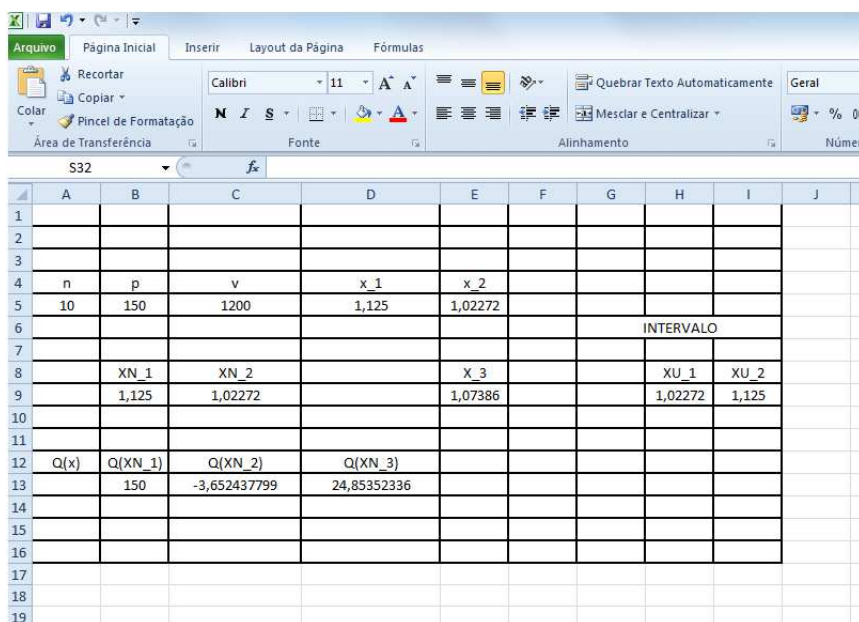 Arquivo Página Inicial Inserir Layout da Página Fórmulas
Colar
Recortar
Copiar
Pincel de Formatação
Área de Transferência
Calibri 11 A A
N I S A
Fonte
Quebrar Texto Automaticamente
Mesclar e Centralizar
Alinhamento
Geral
%
Núme
S32 fx
A B C D E F G H I J
1
2
3
4 n p v x_1 x_2
5 10 150 1200 1,125 1,02272
6 INTERVALO
7
8 XN_1 XN_2 X_3 XU_1 XU_2
9 1,125 1,02272 1,07386 1,02272 1,125
10
11
12 Q(x) Q(XN_1) Q(XN_2) Q(XN_3)
13 150 -3,652437799 24,85352336
14
15
16
17
18
19